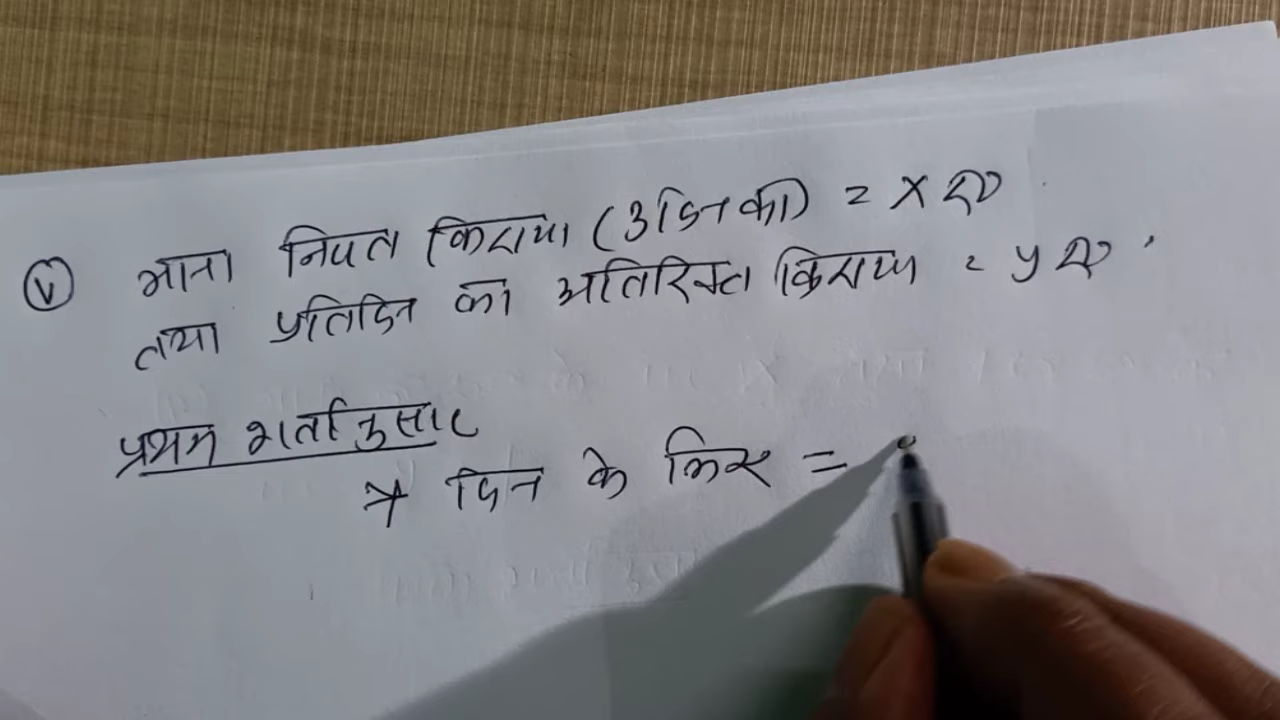 (v) माना नियत किराया (3 दिन का) = x रु
तथा प्रतिदिन का अतिरिक्त किराया = y रु
प्रथम शर्तानुसार
7 दिन के लिए =